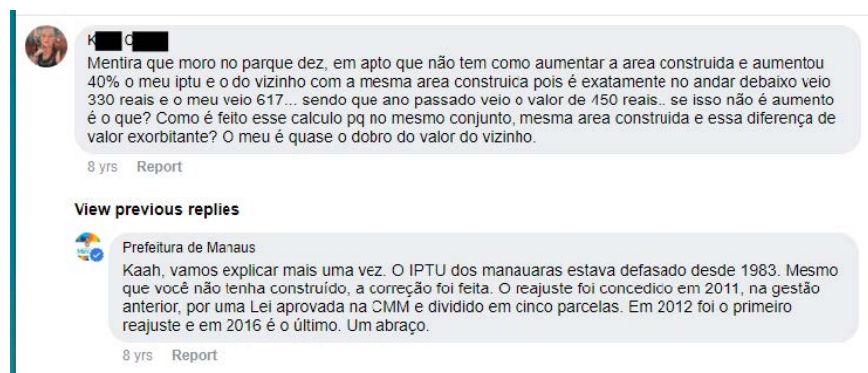 K C
Mentira que moro no parque dez, em apto que não tem como aumentar a area construida e aumentou
40% o meu iptu e o do vizinho com a mesma area construica pois é exatamente no andar debaixo veio
330 reais e o meu veio 617... sendo que ano passado veio o valor de 450 reais.. se isso não é aumento
é o que? Como é feito esse calculo pq no mesmo conjunto, mesma area construida e essa diferença de
valor exorbitante? O meu é quase o dobro do valor do vizinho.
8 yrs Report
View previous replies
Prefeitura de Manaus
Kaah, vamos explicar mais uma vez. O IPTU dos manauaras estava defasado desde 1983. Mesmo
que você não tenha construído, a correção foi feita. O reajuste foi concedido em 2011, na gestão
anterior, por uma Lei aprovada na CMM e dividido em cinco parcelas. Em 2012 foi o primeiro
reajuste e em 2016 é o último. Um abraço.
8 yrs Report